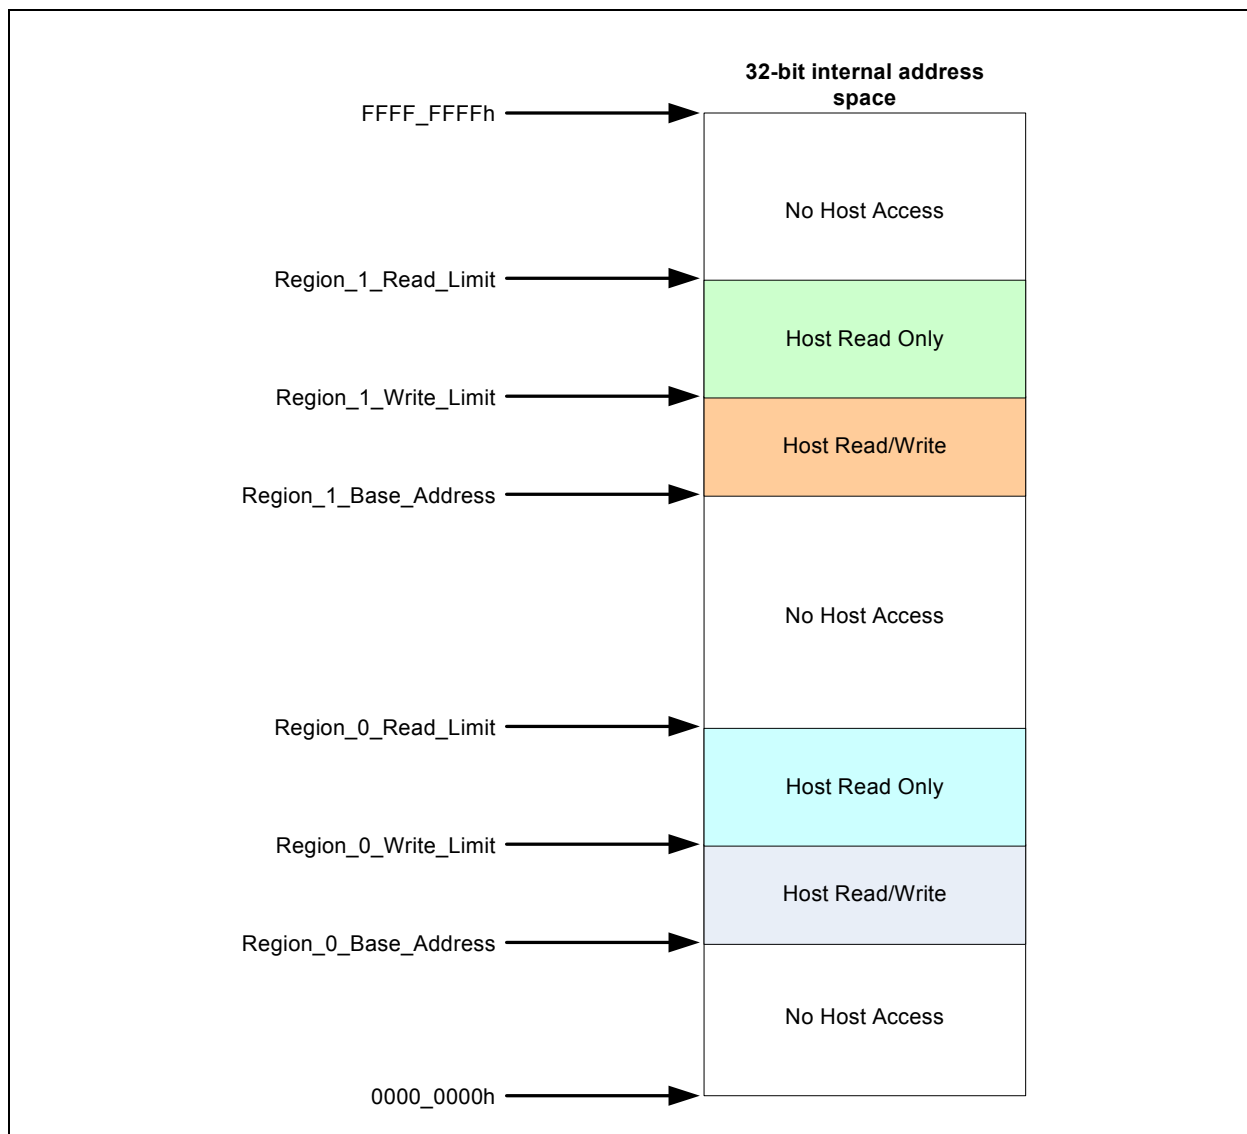 32-bit internal address
space
FFFF_FFFFh
No Host Access
Region_1_Read_Limit
Host Read Only
Region_1_Write_Limit
Host Read/Write
Region_1_Base_Address
No Host Access
Region_0_Read_Limit
Host Read Only
Region_0_Write_Limit
Host Read/Write
Region_0_Base_Address
No Host Access
0000_0000h